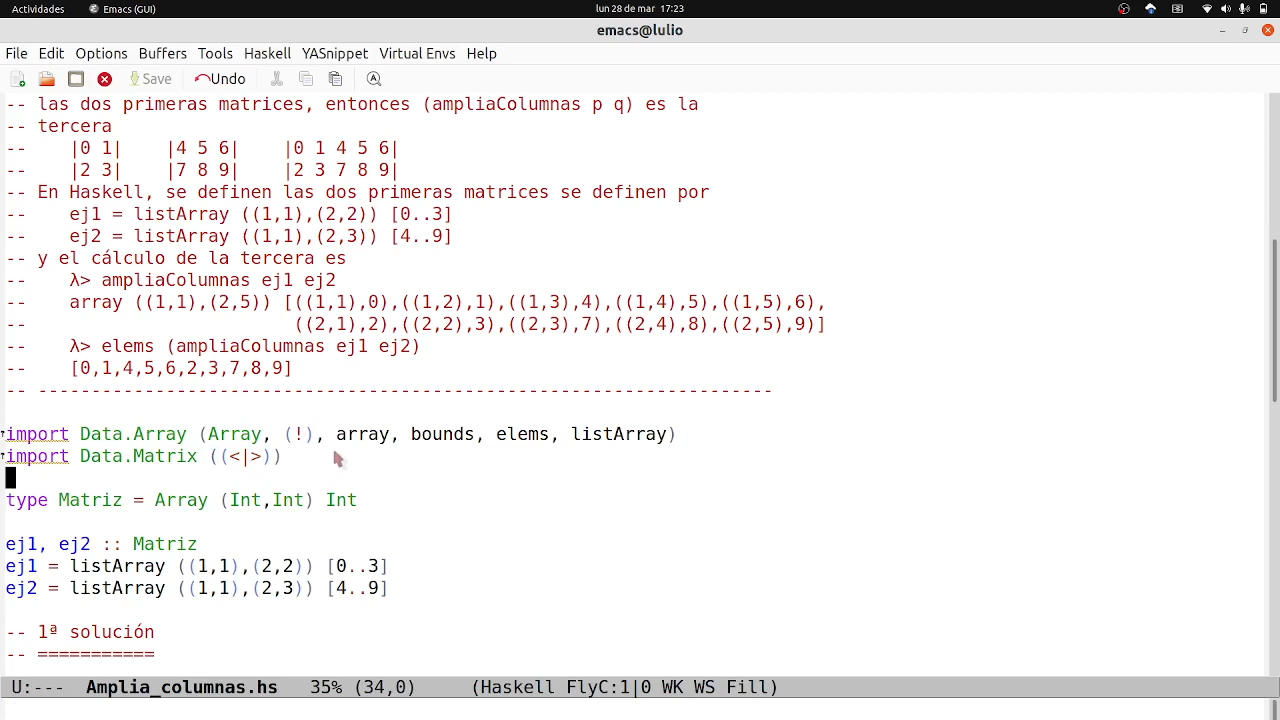 Actividades Emacs (GUI) lun 28 de mar 17:23
emacs@lulio
File Edit Options Buffers Tools Haskell YASnippet Virtual Envs Help
Save Undo
-- las dos primeras matrices, entonces (ampliaColumnas p q) es la
-- tercera
--    |0 1|    |4 5 6|    |0 1 4 5 6|
--    |2 3|    |7 8 9|    |2 3 7 8 9|
-- En Haskell, se definen las dos primeras matrices se definen por
--    ej1 = listArray ((1,1),(2,2)) [0..3]
--    ej2 = listArray ((1,1),(2,3)) [4..9]
-- y el cálculo de la tercera es
--    λ> ampliaColumnas ej1 ej2
--    array ((1,1),(2,5)) [((1,1),0),((1,2),1),((1,3),4),((1,4),5),((1,5),6),
--                         ((2,1),2),((2,2),3),((2,3),7),((2,4),8),((2,5),9)]
--    λ> elems (ampliaColumnas ej1 ej2)
--    [0,1,4,5,6,2,3,7,8,9]
-- ---------------------------------------------------------------------
import Data.Array (Array, (!), array, bounds, elems, listArray)
import Data.Matrix ((<|>))
type Matriz = Array (Int,Int) Int
ej1, ej2 :: Matriz
ej1 = listArray ((1,1),(2,2)) [0..3]
ej2 = listArray ((1,1),(2,3)) [4..9]
-- 1ª solución
-- ===========
U:--- Amplia_columnas.hs 35% (34,0) (Haskell FlyC:1|0 WK WS Fill)